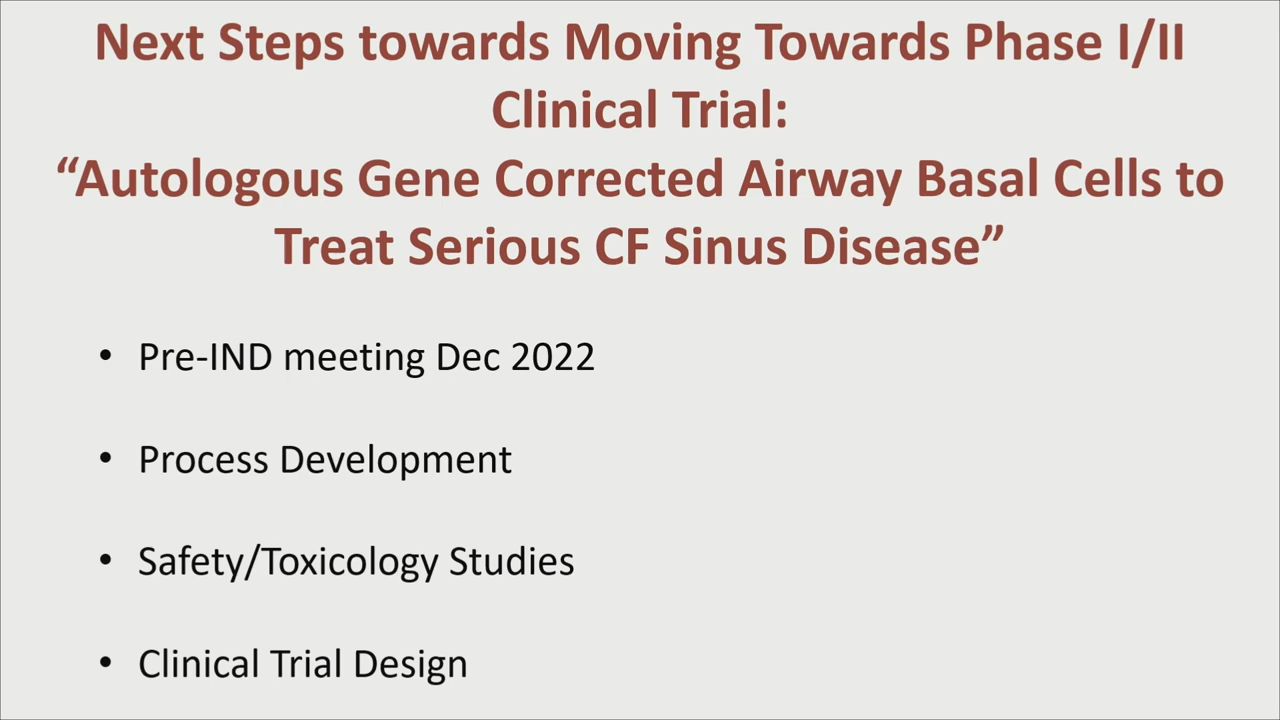 Next Steps towards Moving Towards Phase I/II
Clinical Trial:
“Autologous Gene Corrected Airway Basal Cells to
Treat Serious CF Sinus Disease”
• Pre-IND meeting Dec 2022
• Process Development
• Safety/Toxicology Studies
• Clinical Trial Design